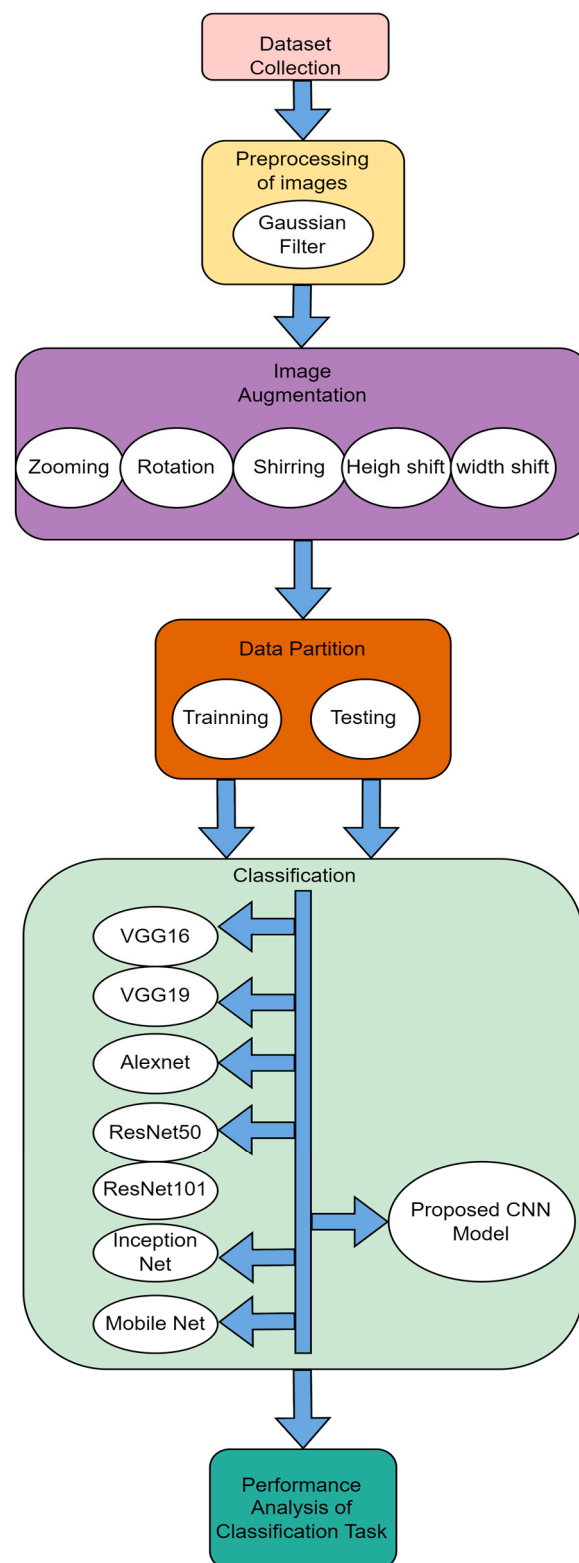 Dataset
Collection
Preprocessing
of images
Gaussian
Filter
Image
Augmentation
Zooming
Rotation
Shirring
Heigh shift
width shift
Data Partition
Trainning
Testing
Classification
VGG16
VGG19
Alexnet
ResNet50
ResNet101
Inception
Net
Mobile Net
Proposed CNN
Model
Performance
Analysis of
Classification Task